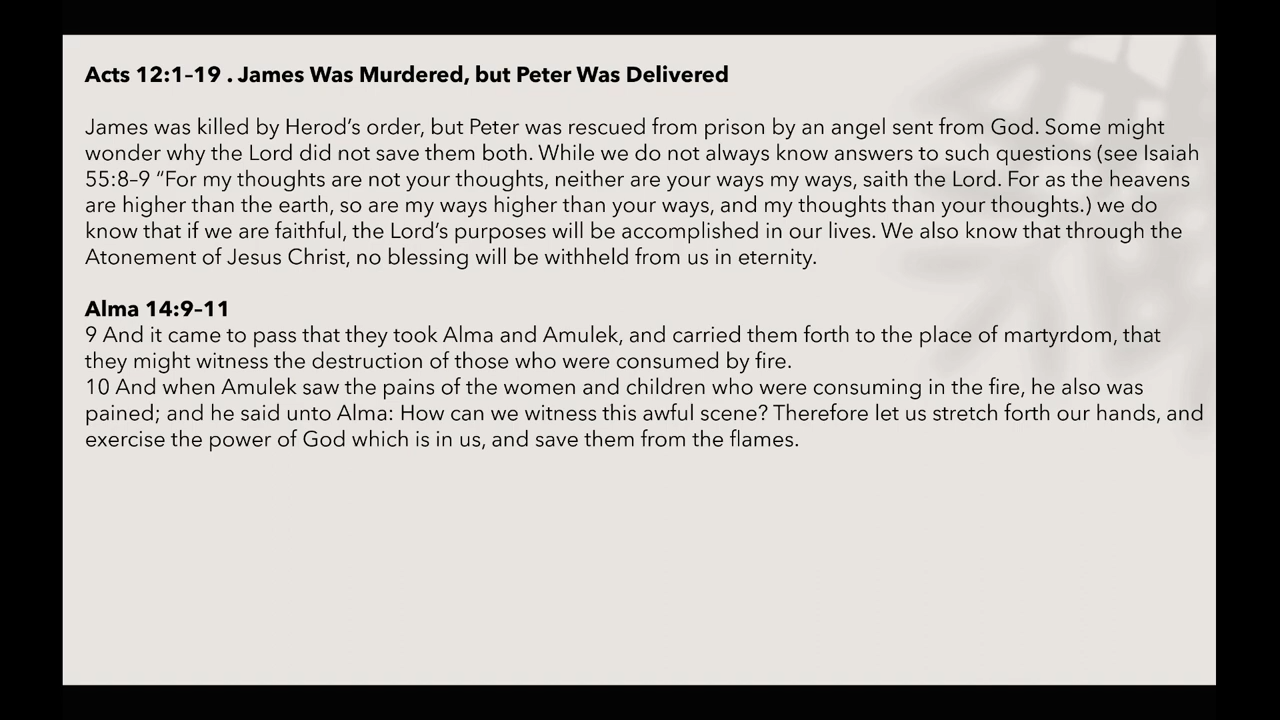 Acts 12:1–19 . James Was Murdered, but Peter Was Delivered
James was killed by Herod’s order, but Peter was rescued from prison by an angel sent from God. Some might
wonder why the Lord did not save them both. While we do not always know answers to such questions (see Isaiah
55:8–9 “For my thoughts are not your thoughts, neither are your ways my ways, saith the Lord. For as the heavens
are higher than the earth, so are my ways higher than your ways, and my thoughts than your thoughts.) we do
know that if we are faithful, the Lord’s purposes will be accomplished in our lives. We also know that through the
Atonement of Jesus Christ, no blessing will be withheld from us in eternity.
Alma 14:9–11
9 And it came to pass that they took Alma and Amulek, and carried them forth to the place of martyrdom, that
they might witness the destruction of those who were consumed by fire.
10 And when Amulek saw the pains of the women and children who were consuming in the fire, he also was
pained; and he said unto Alma: How can we witness this awful scene? Therefore let us stretch forth our hands, and
exercise the power of God which is in us, and save them from the flames.